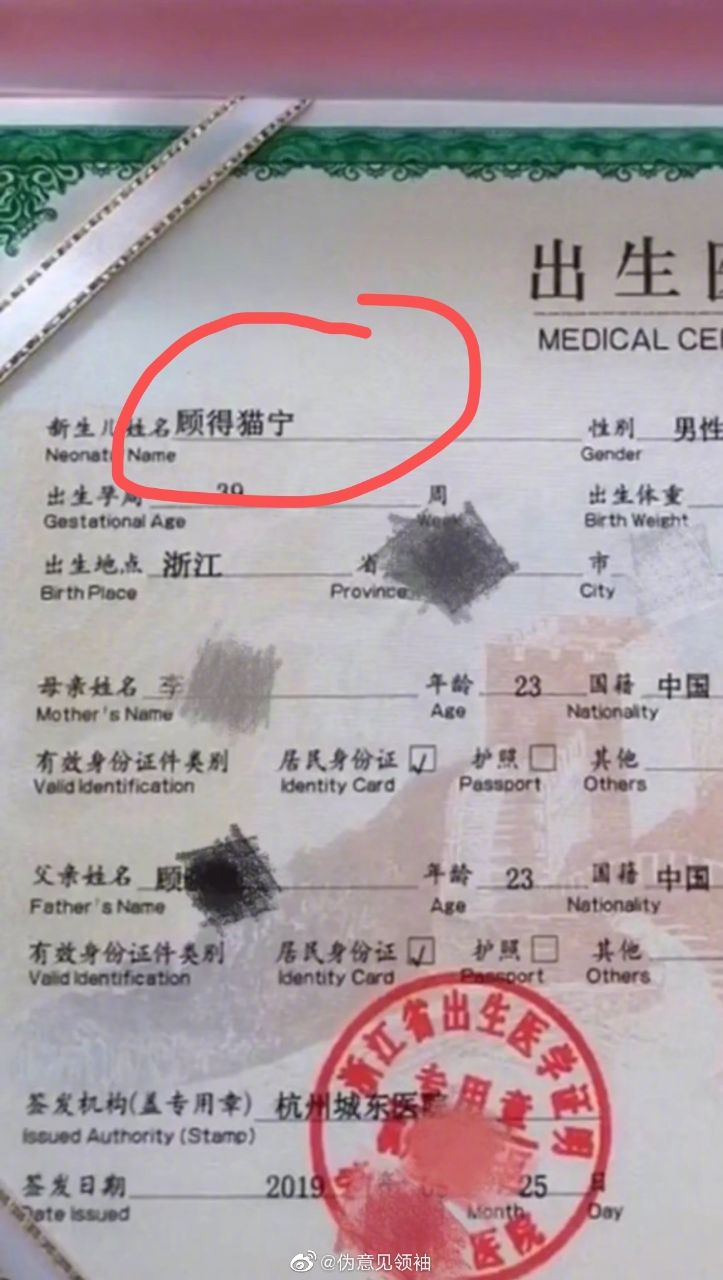 出生医
MEDICAL CE
新生儿姓名 顾得猫宁 性别 男性
Neonatal Name Gender
出生孕周 39 周 出生体重
Gestational Age Week Birth Weight
出生地点 浙江 省 市
Birth Place Province City
母亲姓名 李 年龄 23 国籍 中国
Mother's Name Age Nationality
有效身份证件类别 居民身份证 护照 其他
Valid Identification Identity Card Passport Others
父亲姓名 顾 年龄 23 国籍 中国
Father's Name Age Nationality
有效身份证件类别 居民身份证 护照 其他
Valid Identification Identity Card Passport Others
浙江省出生医学证明
专用章
签发机构(盖专用章) 杭州城东医院
Issued Authority (Stamp)
签发日期 2019 年 25 日
Date Issued Month Day
医院
@伪意见领袖